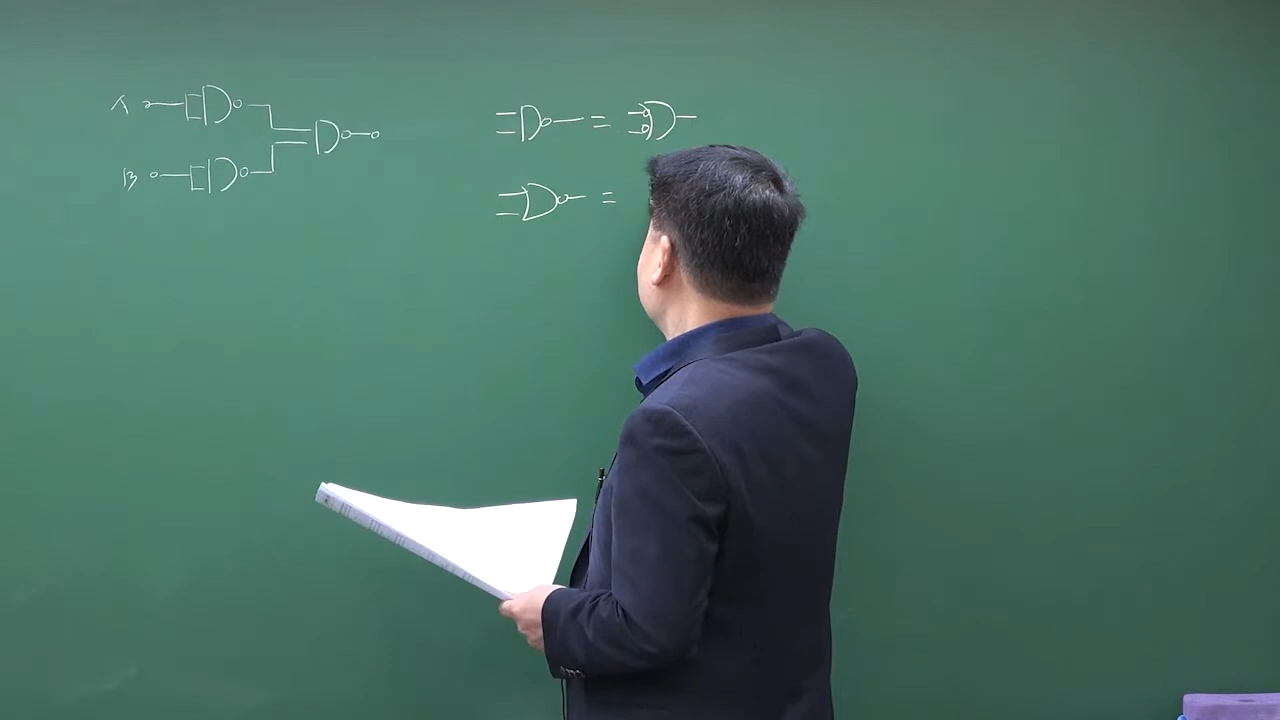 A
B
=
=